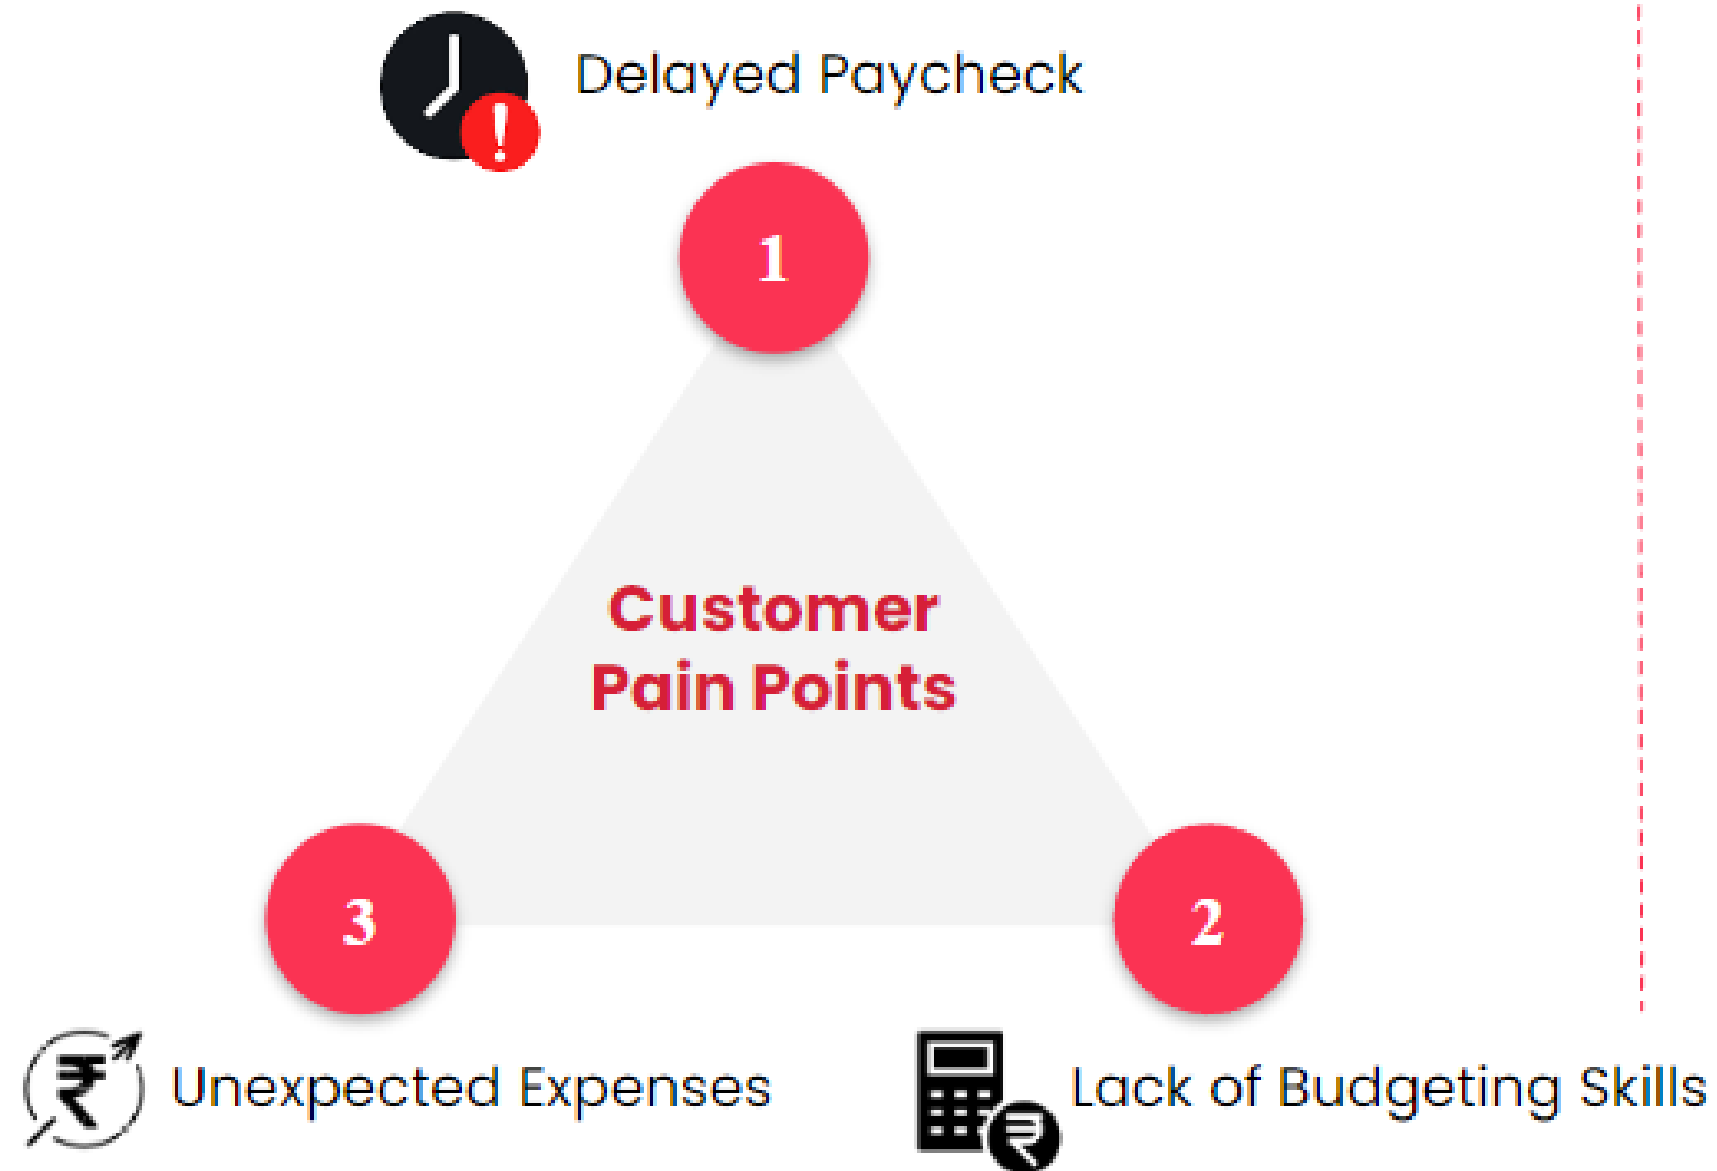 Delayed Paycheck
!
1
Customer
Pain Points
3
2
₹
Unexpected Expenses
₹
Lack of Budgeting Skills